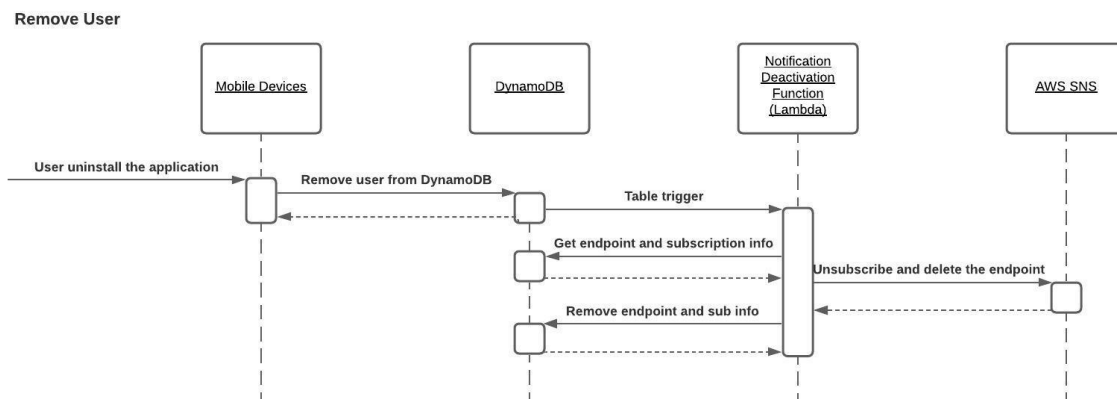 Remove User
Mobile Devices
DynamoDB
Notification
Deactivation
Function
(Lambda)
AWS SNS
User uninstall the application
Remove user from DynamoDB
Table trigger
Get endpoint and subscription info
Unsubscribe and delete the endpoint
Remove endpoint and sub info